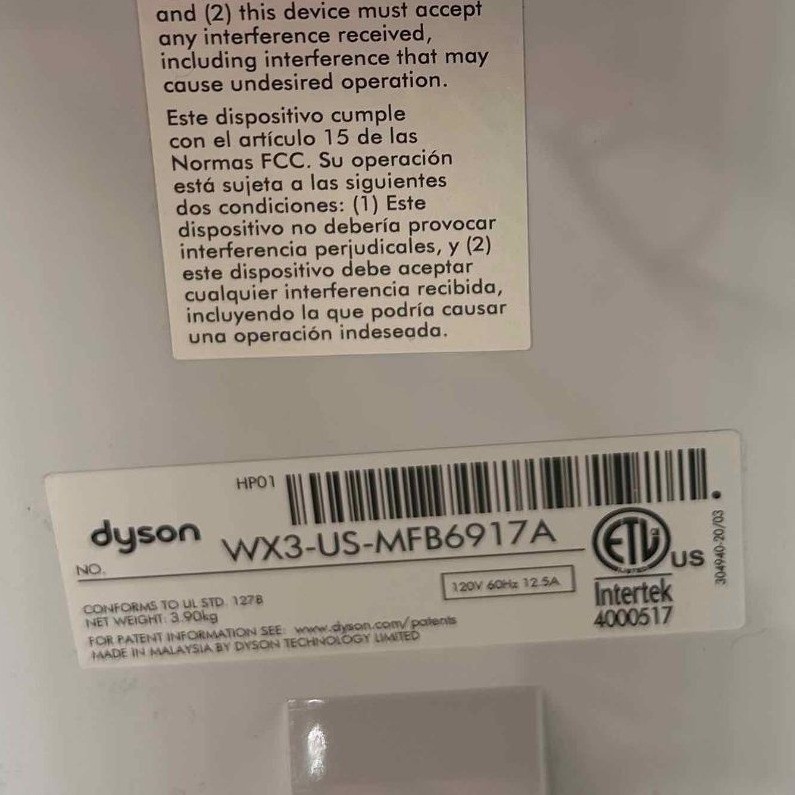 and (2) this device must accept
any interference received,
including interference that may
cause undesired operation.
Este dispositivo cumple
con el artículo 15 de las
Normas FCC. Su operación
está sujeta a las siguientes
dos condiciones: (1) Este
dispositivo no debería provocar
interferencia perjudicales, y (2)
este dispositivo debe aceptar
cualquier interferencia recibida,
incluyendo la que podría causar
una operación indeseada.
HP01
dyson
NO. WX3-US-MFB6917A
CONFORMS TO UL STD. 1278
NET WEIGHT: 3.90kg
FOR PATENT INFORMATION SEE: www.dyson.com/patents
MADE IN MALAYSIA BY DYSON TECHNOLOGY LIMITED
120V 60Hz 12.5A
ETL US
Intertek
4000517
304940-20/03